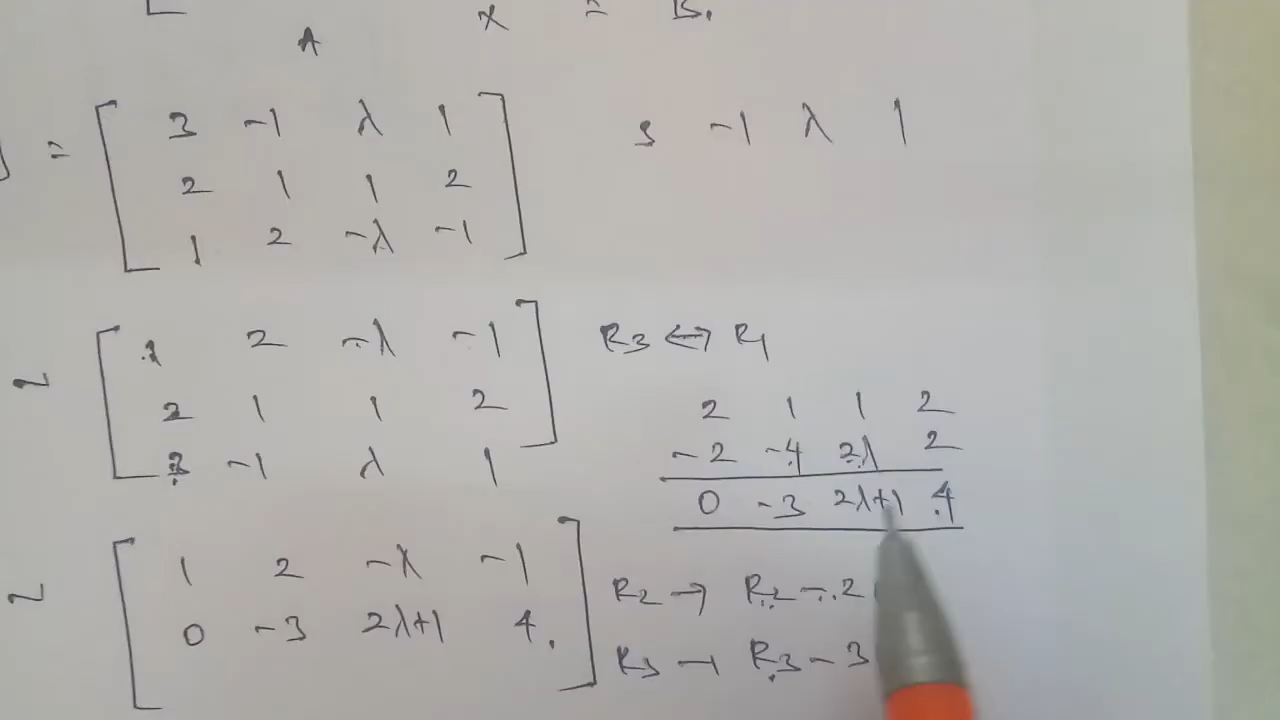 A X = B.
= [ 3 -1 λ 1 3 -1 λ 1
2 1 1 2
1 2 -λ -1 ]
~ [ 1 2 -λ -1 R3 ↔ R1
2 1 1 2
3 -1 λ 1 ]
2 1 1 2
-2 -4 2λ 2
0 -3 2λ+1 4
~ [ 1 2 -λ -1 R2 → R2 - 2
0 -3 2λ+1 4. ] R3 → R3 - 3